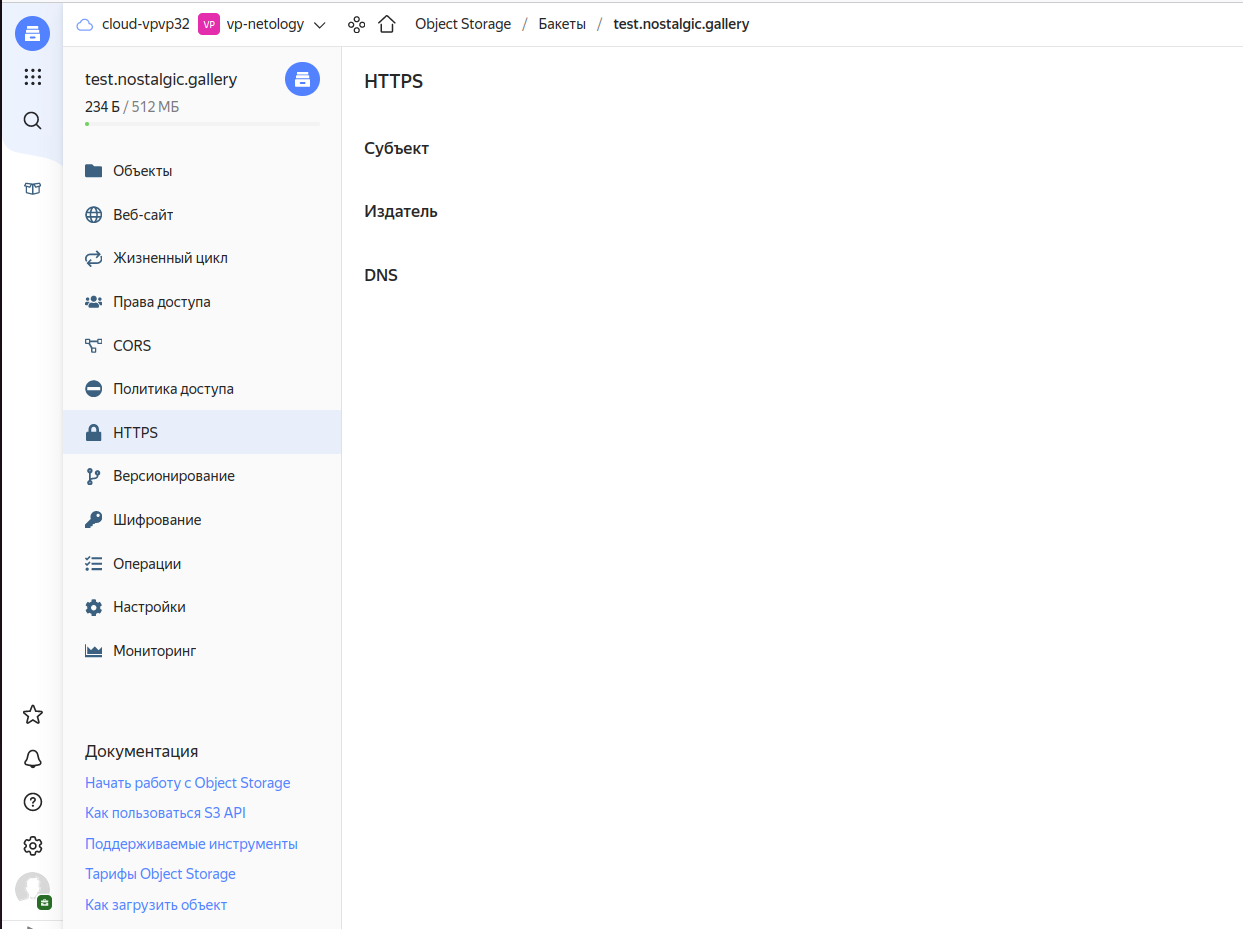 cloud-vpvp32 VP vp-netology Object Storage / Бакеты / test.nostalgic.gallery
test.nostalgic.gallery
234 Б / 512 МБ
Объекты
Веб-сайт
Жизненный цикл
Права доступа
CORS
Политика доступа
HTTPS
Версионирование
Шифрование
Операции
Настройки
Мониторинг
Документация
Начать работу с Object Storage
Как пользоваться S3 API
Поддерживаемые инструменты
Тарифы Object Storage
Как загрузить объект
HTTPS
Субъект
Издатель
DNS